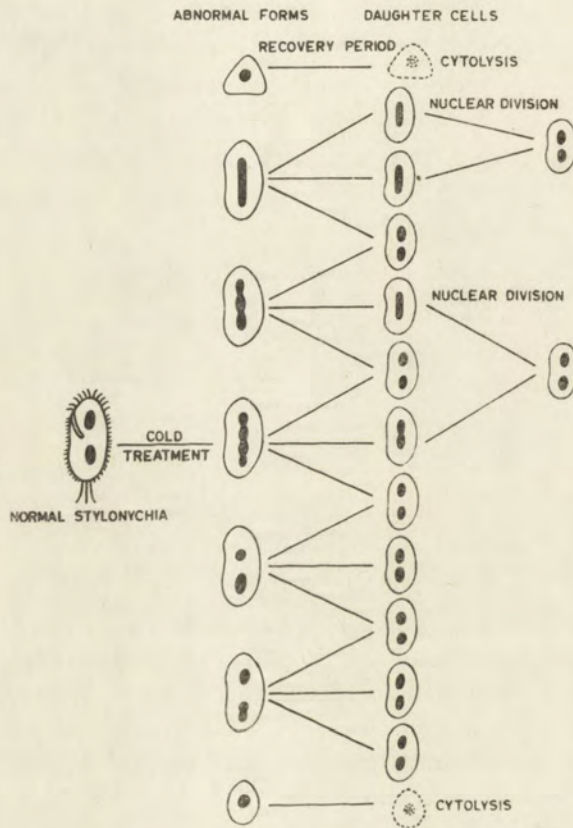 ABNORMAL FORMS
DAUGHTER CELLS
RECOVERY PERIOD
CYTOLYSIS
NUCLEAR DIVISION
NUCLEAR DIVISION
COLD
TREATMENT
NORMAL STYLONYCHIA
CYTOLYSIS